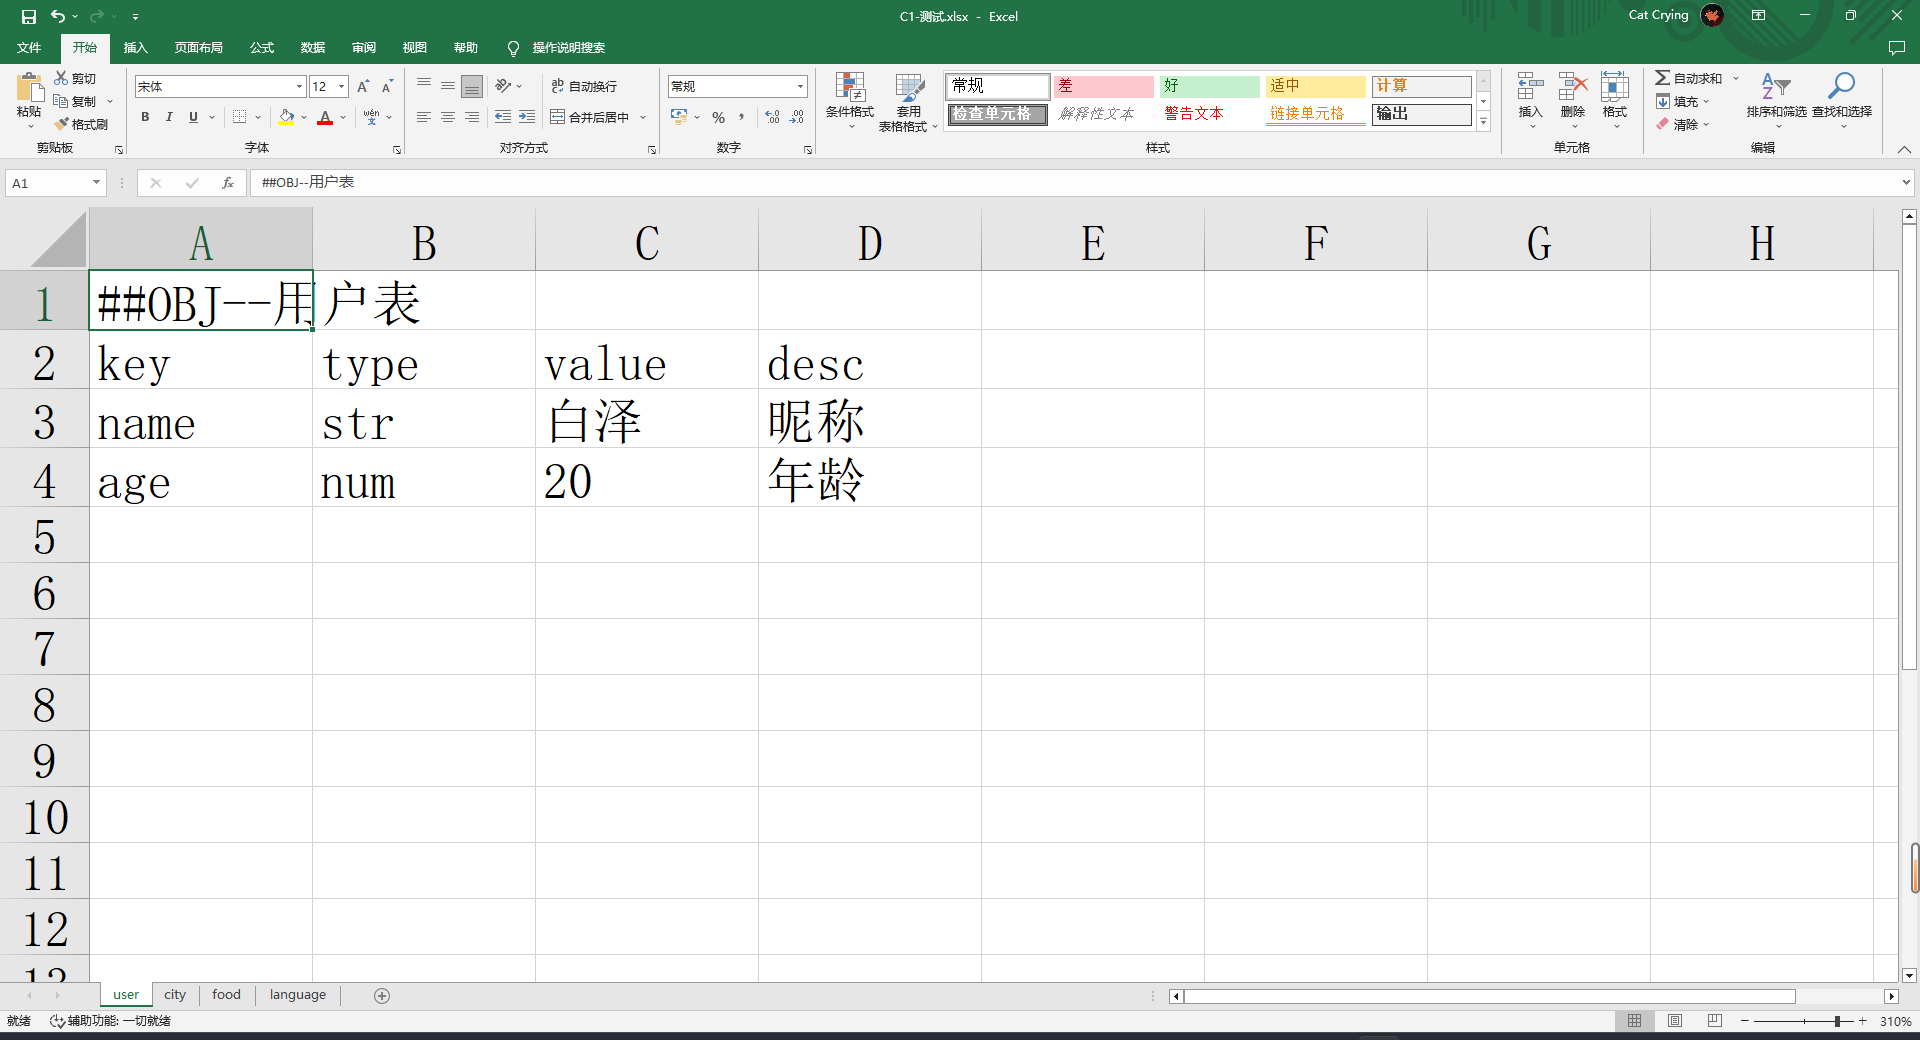 C1-测试.xlsx - Excel
Cat Crying
文件 开始 插入 页面布局 公式 数据 审阅 视图 帮助 操作说明搜索
粘贴 剪切 复制 格式刷 剪贴板
宋体 12 B I U A wén 文 字体
ab 自动换行 合并后居中 对齐方式
常规 % 数字
条件格式 套用 表格格式
常规 差 好 适中 计算
检查单元格 解释性文本 警告文本 链接单元格 输出
样式
插入 删除 格式 单元格
自动求和 填充 清除 排序和筛选 查找和选择 编辑
A1 fx ##OBJ--用户表
A B C D E F G H
1 ##OBJ--用户表
2 key type value desc
3 name str 白泽 昵称
4 age num 20 年龄
5
6
7
8
9
10
11
12
13
user city food language
就绪 辅助功能: 一切就绪 310%